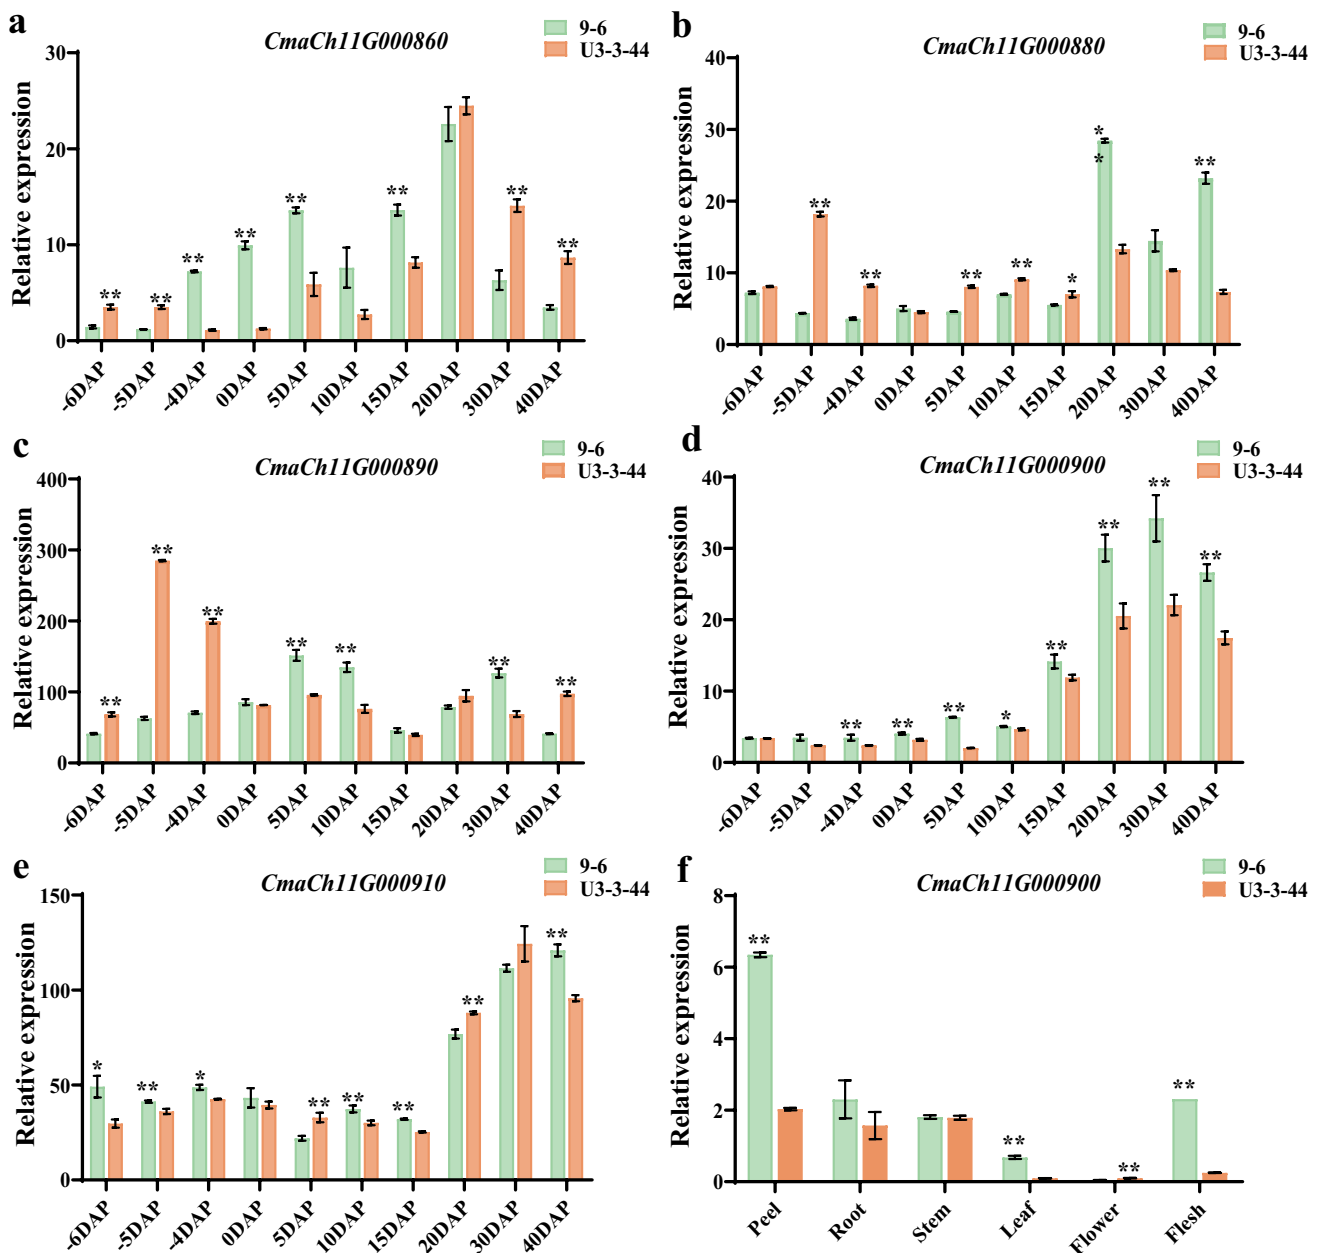 a
CmaCh11G000860
9-6
U3-3-44
Relative expression
30
20
10
0
** ** ** ** ** ** ** **
-6DAP -5DAP -4DAP 0DAP 5DAP 10DAP 15DAP 20DAP 30DAP 40DAP
b
CmaCh11G000880
9-6
U3-3-44
Relative expression
40
30
20
10
0
** ** ** ** * ** **
-6DAP -5DAP -4DAP 0DAP 5DAP 10DAP 15DAP 20DAP 30DAP 40DAP
c
CmaCh11G000890
9-6
U3-3-44
Relative expression
400
300
200
100
0
** ** ** ** ** ** **
-6DAP -5DAP -4DAP 0DAP 5DAP 10DAP 15DAP 20DAP 30DAP 40DAP
d
CmaCh11G000900
9-6
U3-3-44
Relative expression
40
30
20
10
0
** ** ** * ** ** **
-6DAP -5DAP -4DAP 0DAP 5DAP 10DAP 15DAP 20DAP 30DAP 40DAP
e
CmaCh11G000910
9-6
U3-3-44
Relative expression
150
100
50
0
* ** * ** ** ** ** **
-6DAP -5DAP -4DAP 0DAP 5DAP 10DAP 15DAP 20DAP 30DAP 40DAP
f
CmaCh11G000900
9-6
U3-3-44
Relative expression
8
6
4
2
0
** ** ** **
Peel Root Stem Leaf Flower Flesh